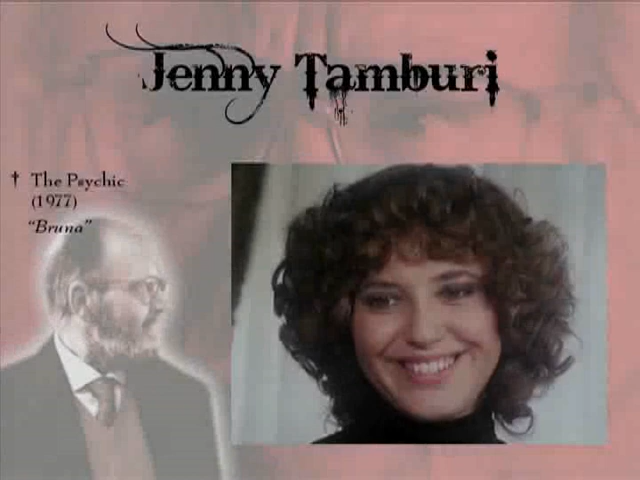 Jenny Tamburi
† The Psychic
(1977)
"Bruna"